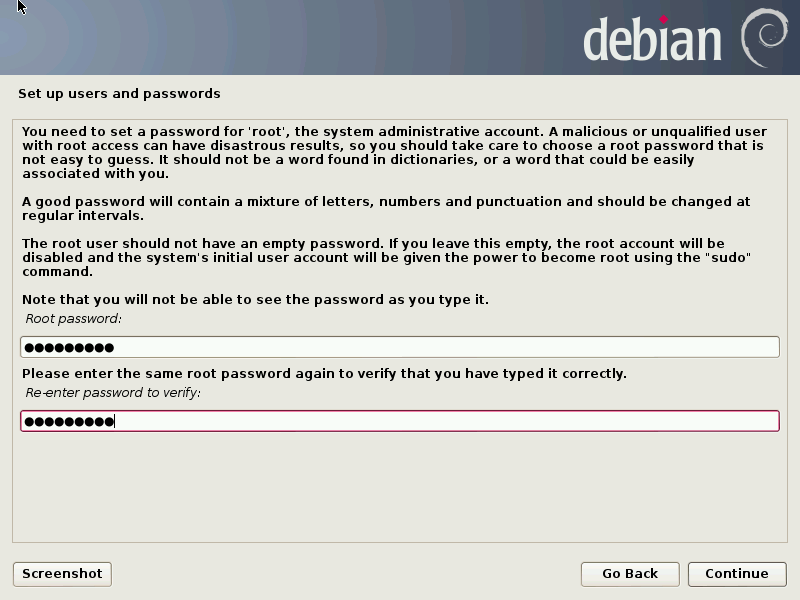 debian
Set up users and passwords
You need to set a password for 'root', the system administrative account. A malicious or unqualified user
with root access can have disastrous results, so you should take care to choose a root password that is
not easy to guess. It should not be a word found in dictionaries, or a word that could be easily
associated with you.
A good password will contain a mixture of letters, numbers and punctuation and should be changed at
regular intervals.
The root user should not have an empty password. If you leave this empty, the root account will be
disabled and the system's initial user account will be given the power to become root using the "sudo"
command.
Note that you will not be able to see the password as you type it.
Root password:
●●●●●●●●●
Please enter the same root password again to verify that you have typed it correctly.
Re-enter password to verify:
●●●●●●●●●
Screenshot
Go Back
Continue